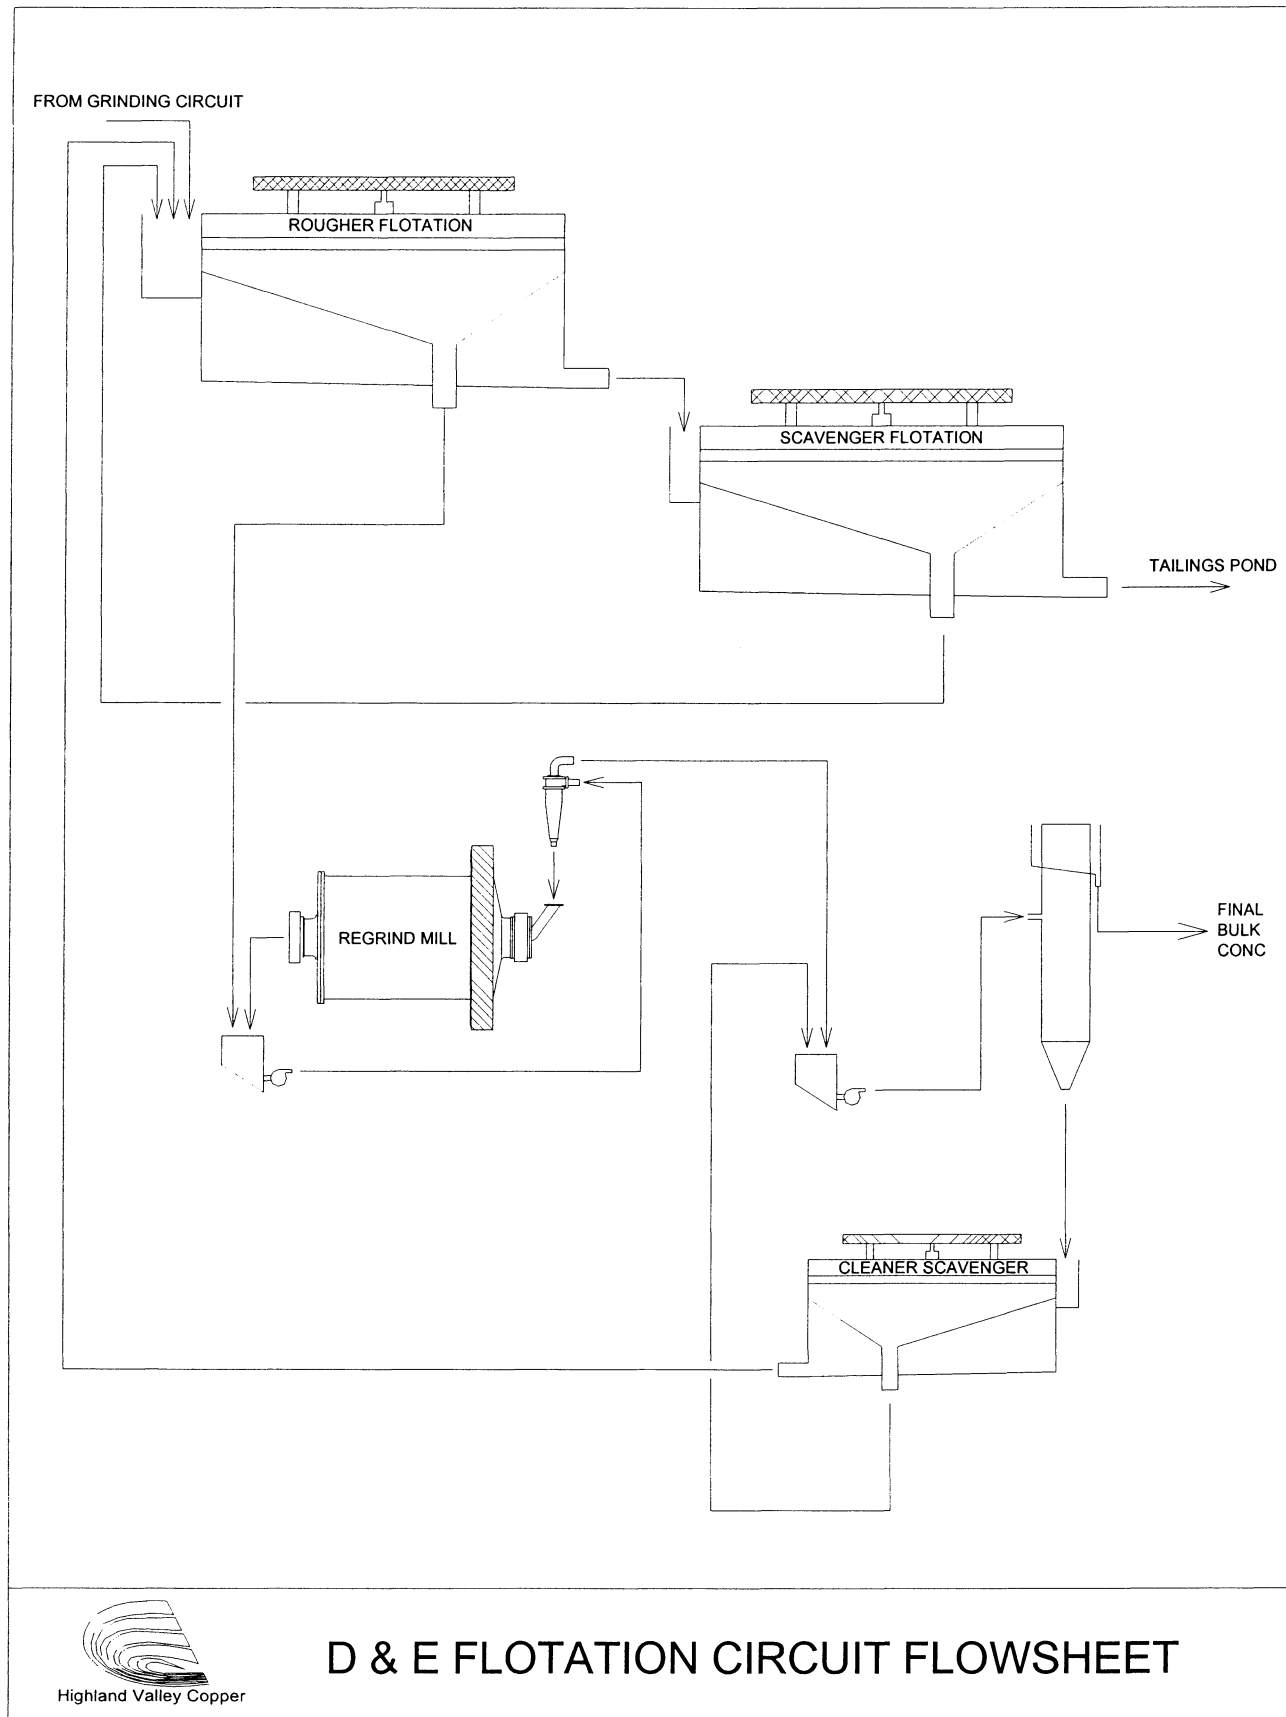 FROM GRINDING CIRCUIT
ROUGHER FLOTATION
SCAVENGER FLOTATION
TAILINGS POND
REGRIND MILL
FINAL
BULK
CONC
CLEANER SCAVENGER
D & E FLOTATION CIRCUIT FLOWSHEET
Highland Valley Copper